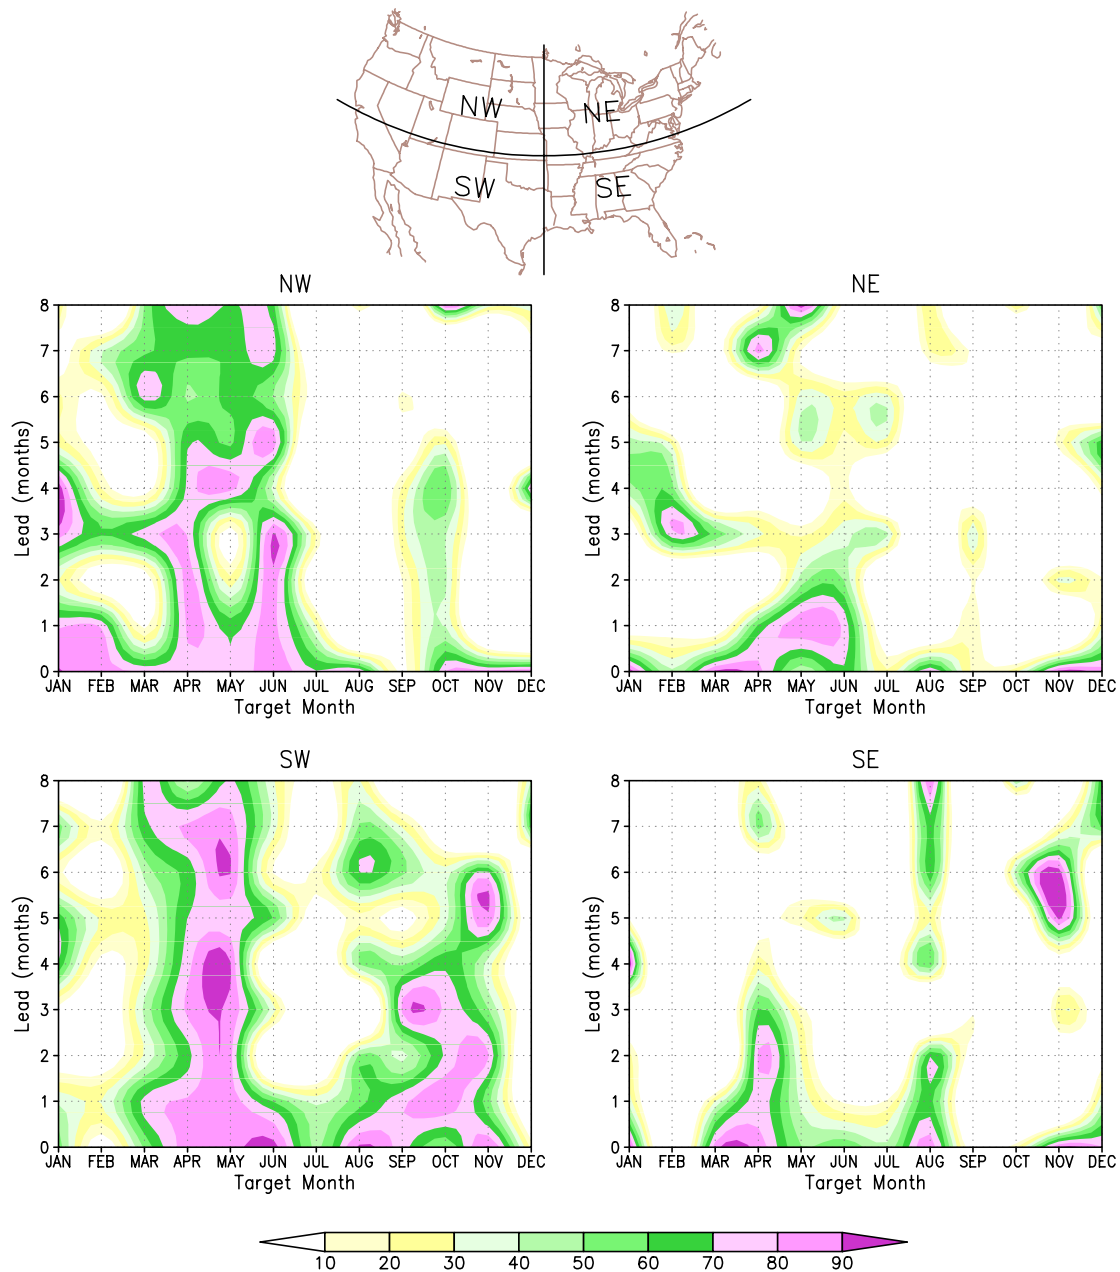 NW NE
SW SE
NW
8
7
6
5
4
3
2
1
0
Lead (months)
JAN FEB MAR APR MAY JUN JUL AUG SEP OCT NOV DEC
Target Month
NE
8
7
6
5
4
3
2
1
0
Lead (months)
JAN FEB MAR APR MAY JUN JUL AUG SEP OCT NOV DEC
Target Month
SW
8
7
6
5
4
3
2
1
0
Lead (months)
JAN FEB MAR APR MAY JUN JUL AUG SEP OCT NOV DEC
Target Month
SE
8
7
6
5
4
3
2
1
0
Lead (months)
JAN FEB MAR APR MAY JUN JUL AUG SEP OCT NOV DEC
Target Month
10 20 30 40 50 60 70 80 90